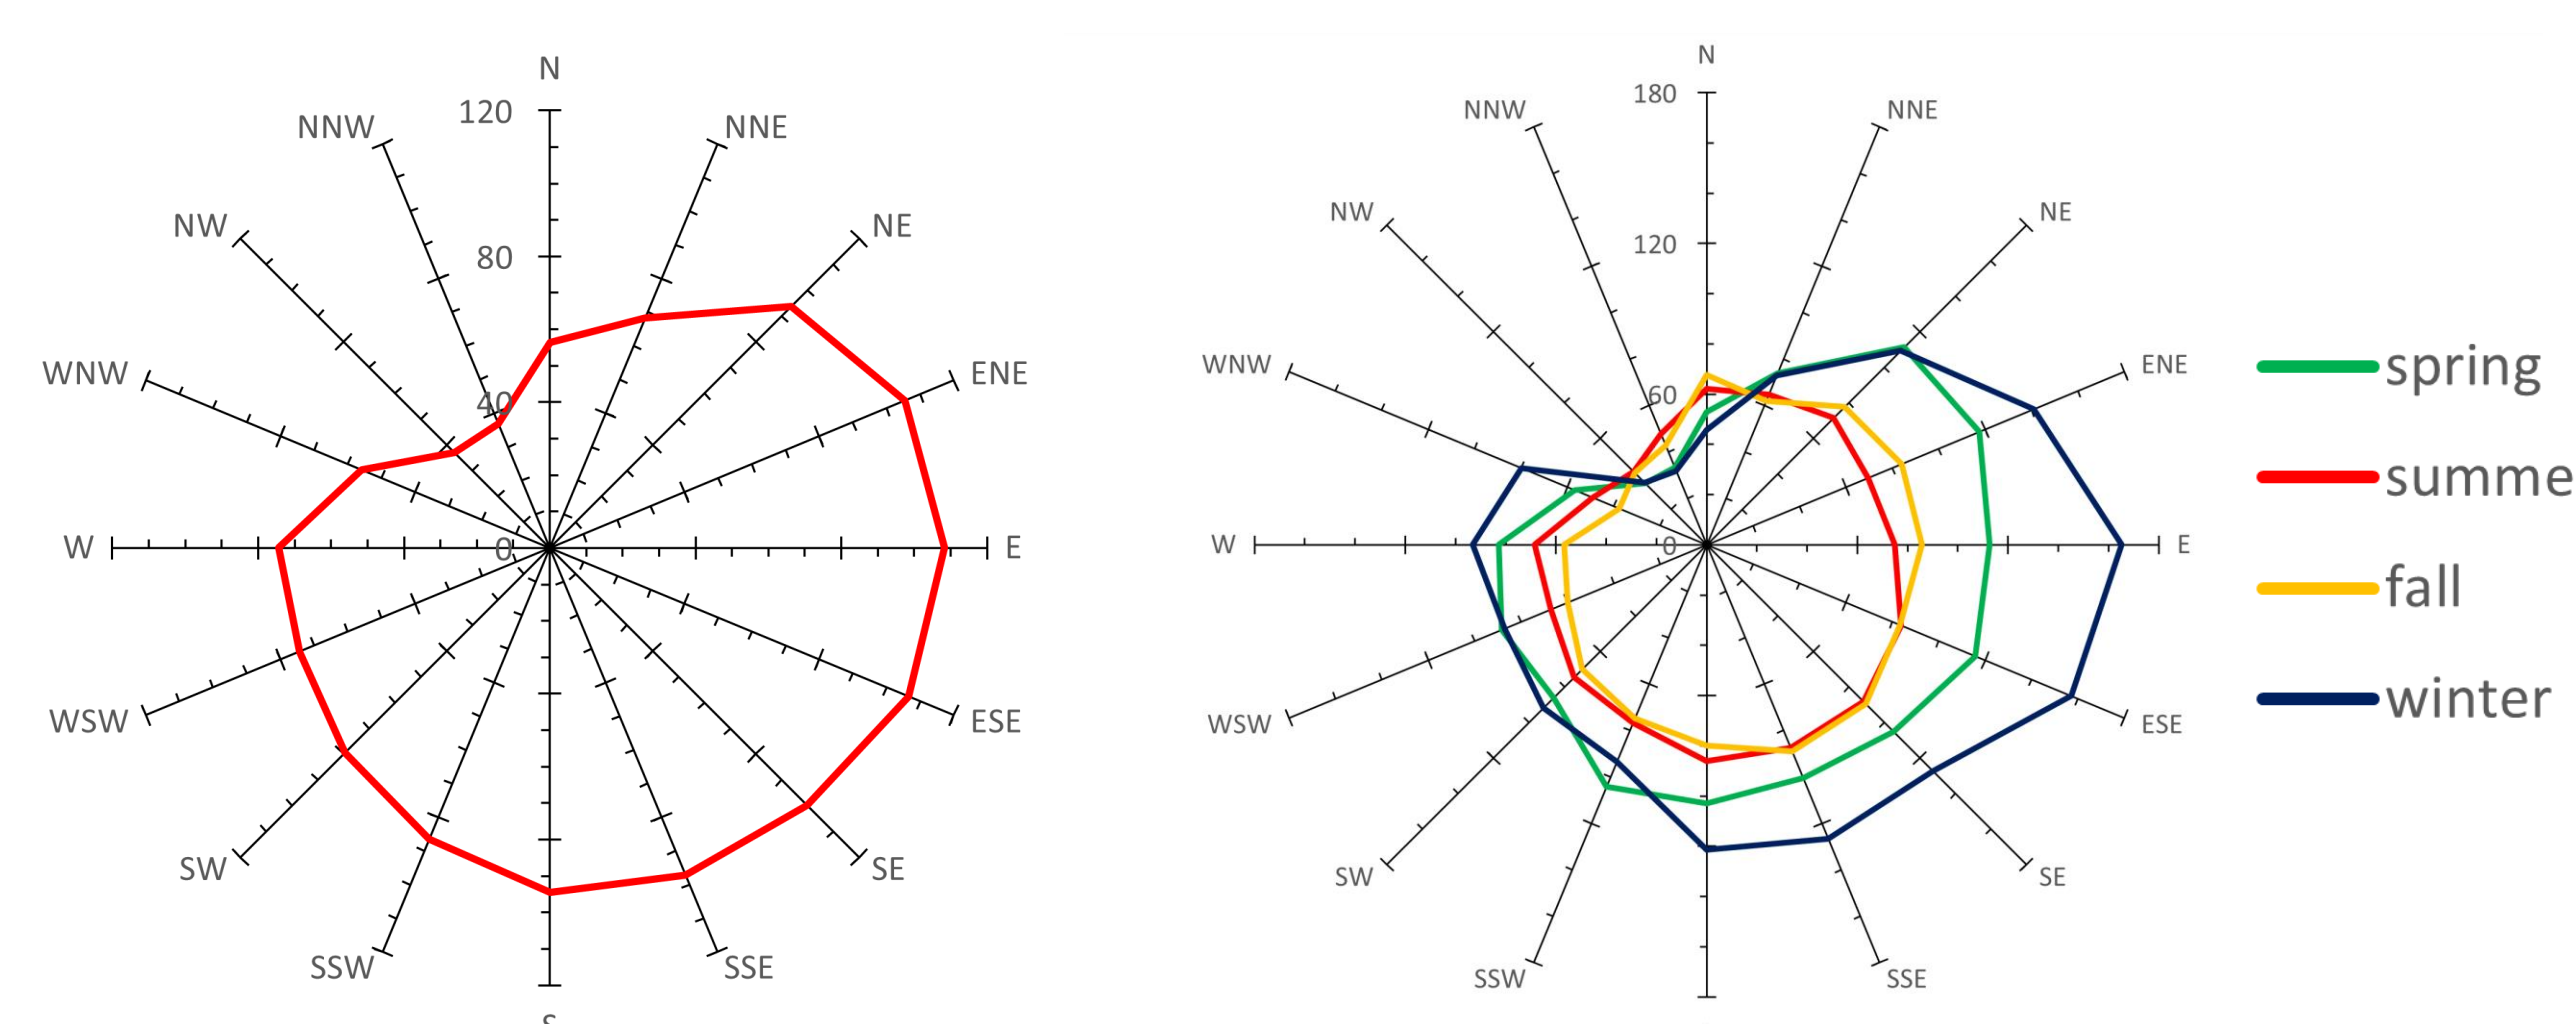 N
120
NNW
NNE
NW
NE
80
WNW
40
ENE
W
0
E
WSW
ESE
SW
SE
SSW
SSE
S
N
180
NNW
NNE
NW
NE
120
WNW
60
ENE
W
0
E
WSW
ESE
SW
SE
SSW
SSE
spring
summe
fall
winter